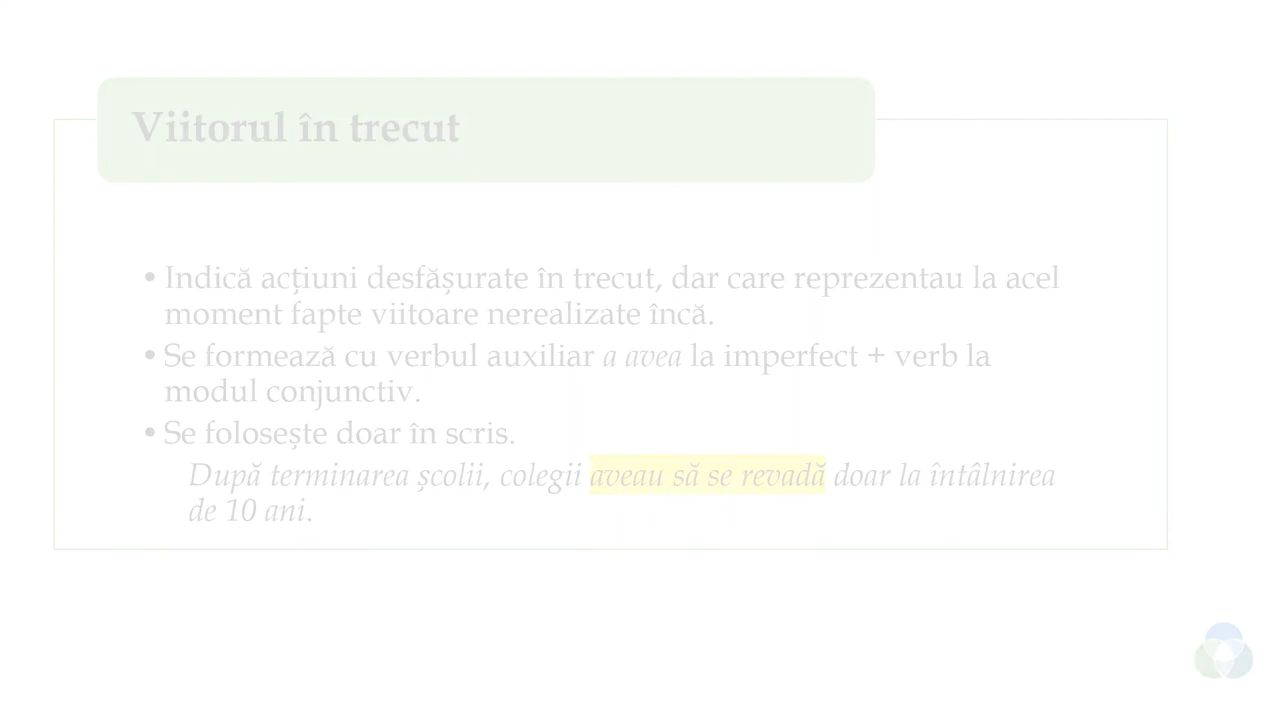 Viitorul în trecut
• Indică acțiuni desfășurate în trecut, dar care reprezentau la acel
moment fapte viitoare nerealizate încă.
• Se formează cu verbul auxiliar a avea la imperfect + verb la
modul conjunctiv.
• Se folosește doar în scris.
După terminarea școlii, colegii aveau să se revadă doar la întâlnirea
de 10 ani.